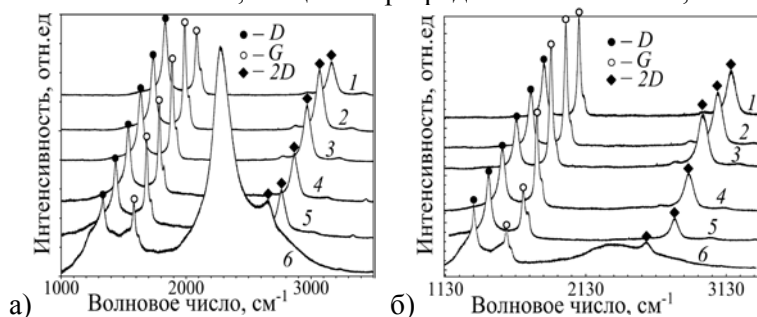 Интенсивность, отн.ед
– D
– G
– 2D
1
2
3
4
5
6
1000
2000
3000
Волновое число, см-1
а)
Интенсивность, отн.ед
– D
– G
– 2D
1
2
3
4
5
6
1130
2130
3130
Волновое число, см-1
б)